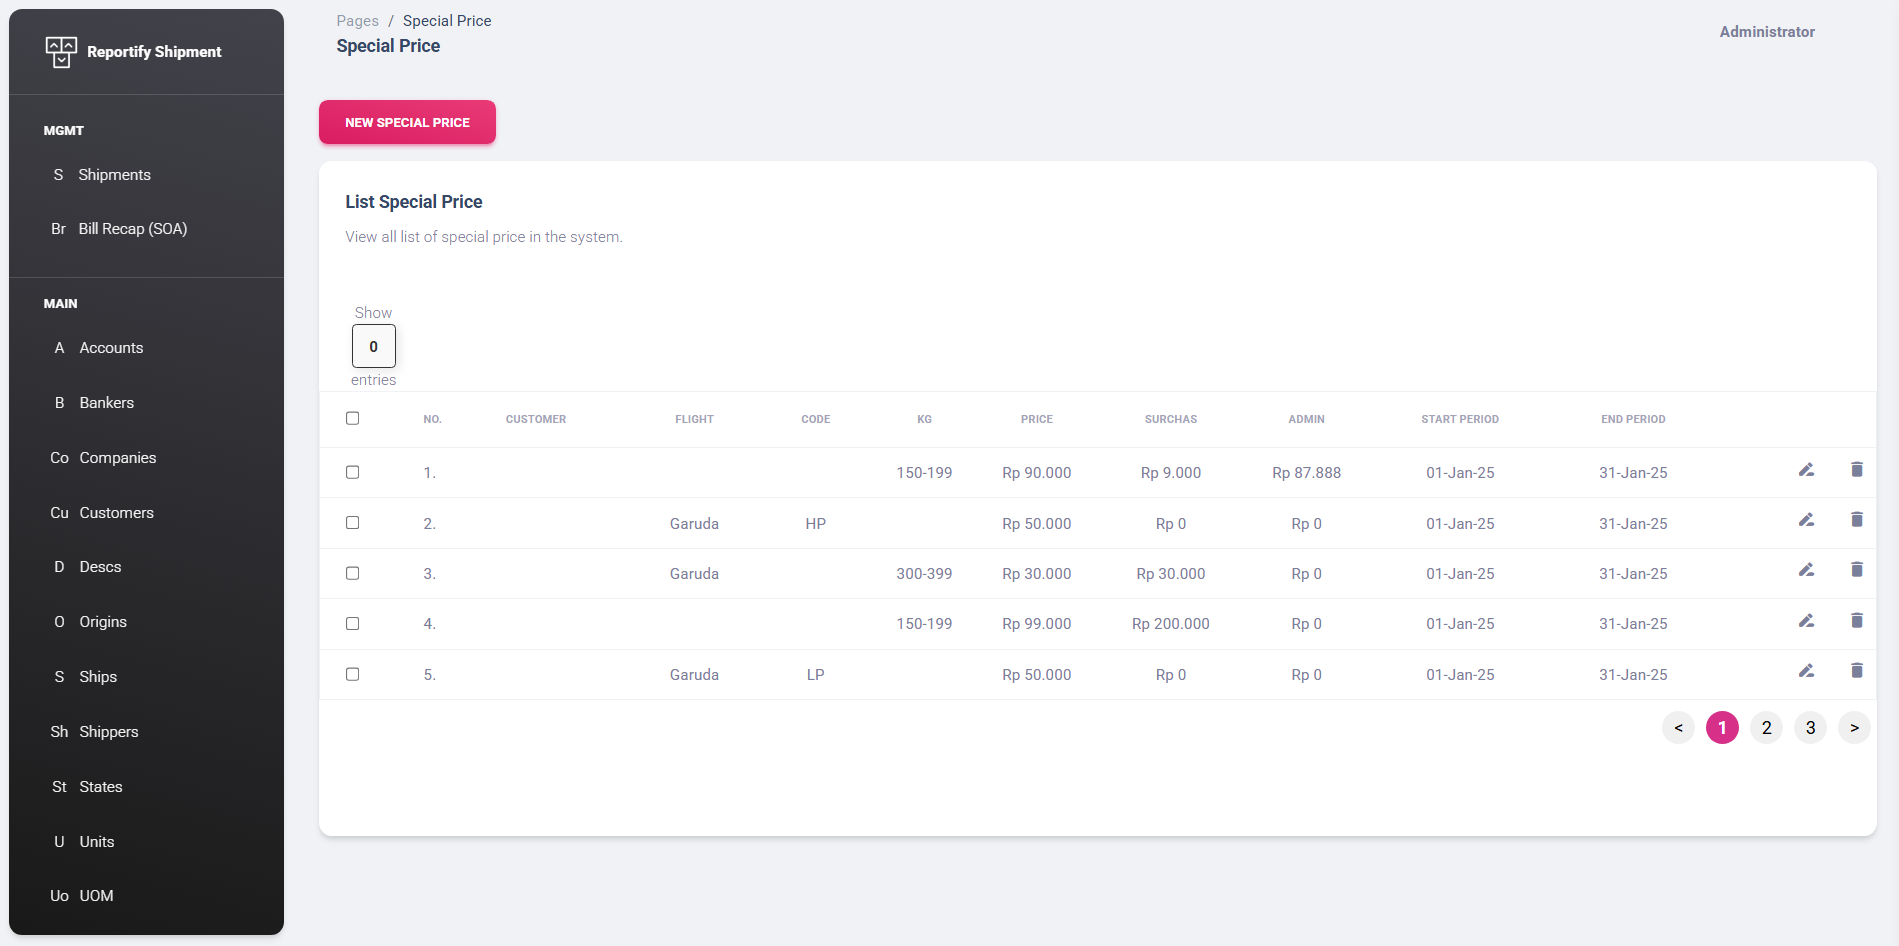 Reportify Shipment
MGMT
S Shipments
Br Bill Recap (SOA)
MAIN
A Accounts
B Bankers
Co Companies
Cu Customers
D Descs
O Origins
S Ships
Sh Shippers
St States
U Units
Uo UOM
Pages / Special Price
Special Price
Administrator
NEW SPECIAL PRICE
List Special Price
View all list of special price in the system.
Show
0
entries
NO. CUSTOMER FLIGHT CODE KG PRICE SURCHAS ADMIN START PERIOD END PERIOD
1. 150-199 Rp 90.000 Rp 9.000 Rp 87.888 01-Jan-25 31-Jan-25
2. Garuda HP Rp 50.000 Rp 0 Rp 0 01-Jan-25 31-Jan-25
3. Garuda 300-399 Rp 30.000 Rp 30.000 Rp 0 01-Jan-25 31-Jan-25
4. 150-199 Rp 99.000 Rp 200.000 Rp 0 01-Jan-25 31-Jan-25
5. Garuda LP Rp 50.000 Rp 0 Rp 0 01-Jan-25 31-Jan-25
< 1 2 3 >